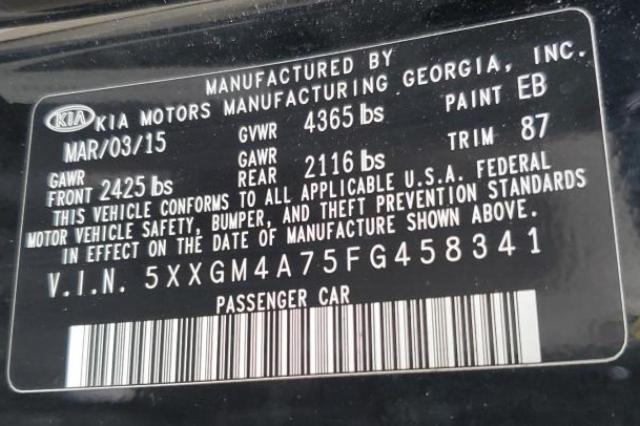 MANUFACTURED BY
KIA KIA MOTORS MANUFACTURING GEORGIA, INC.
MAR/03/15 GVWR 4365 lbs PAINT EB
GAWR FRONT 2425 lbs GAWR REAR 2116 lbs TRIM 87
THIS VEHICLE CONFORMS TO ALL APPLICABLE U.S.A. FEDERAL
MOTOR VEHICLE SAFETY, BUMPER, AND THEFT PREVENTION STANDARDS
IN EFFECT ON THE DATE OF MANUFACTURE SHOWN ABOVE.
V.I.N. 5XXGM4A75FG458341
PASSENGER CAR